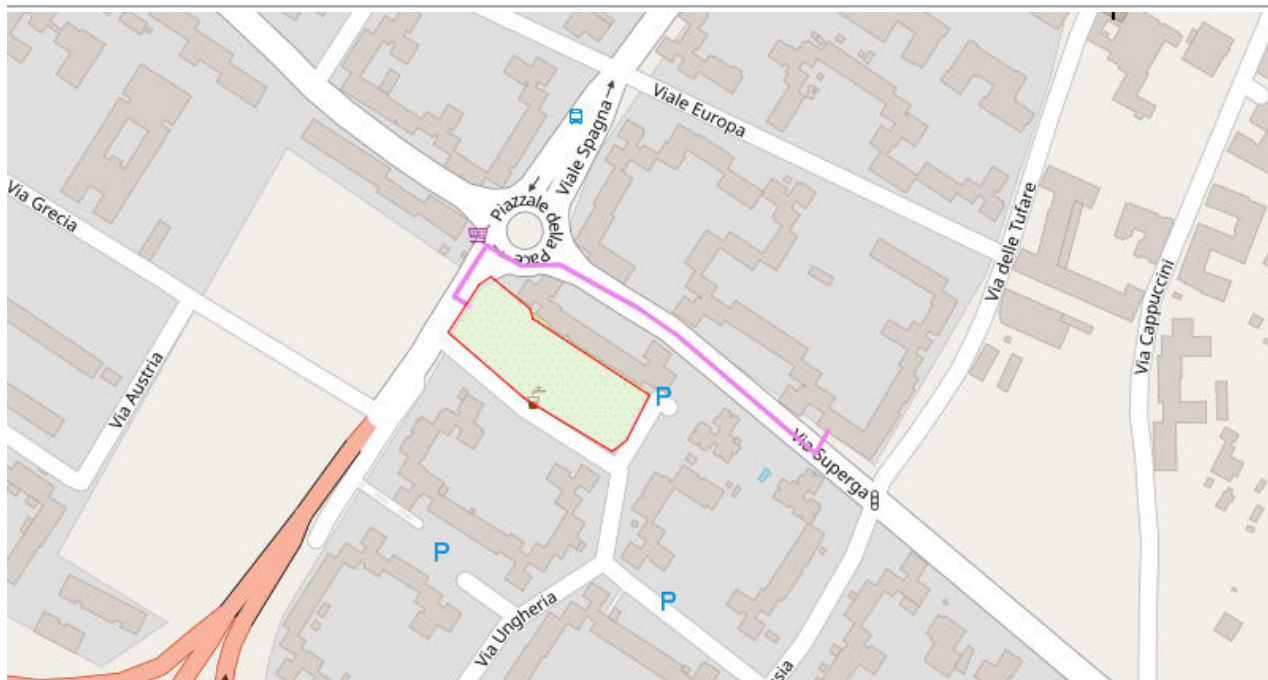 Viale Europa
Viale Spagna
Piazzale della Pace
Via Grecia
Via delle Tufare
Via Cappuccini
Via Austria
P
Via Superga
P
P
Via Ungheria
sia